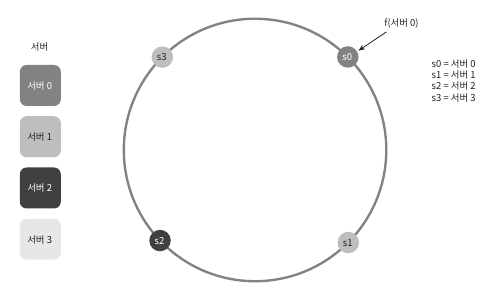 서버
서버 0
서버 1
서버 2
서버 3
s3
s0
s2
s1
f(서버 0)
s0 = 서버 0
s1 = 서버 1
s2 = 서버 2
s3 = 서버 3